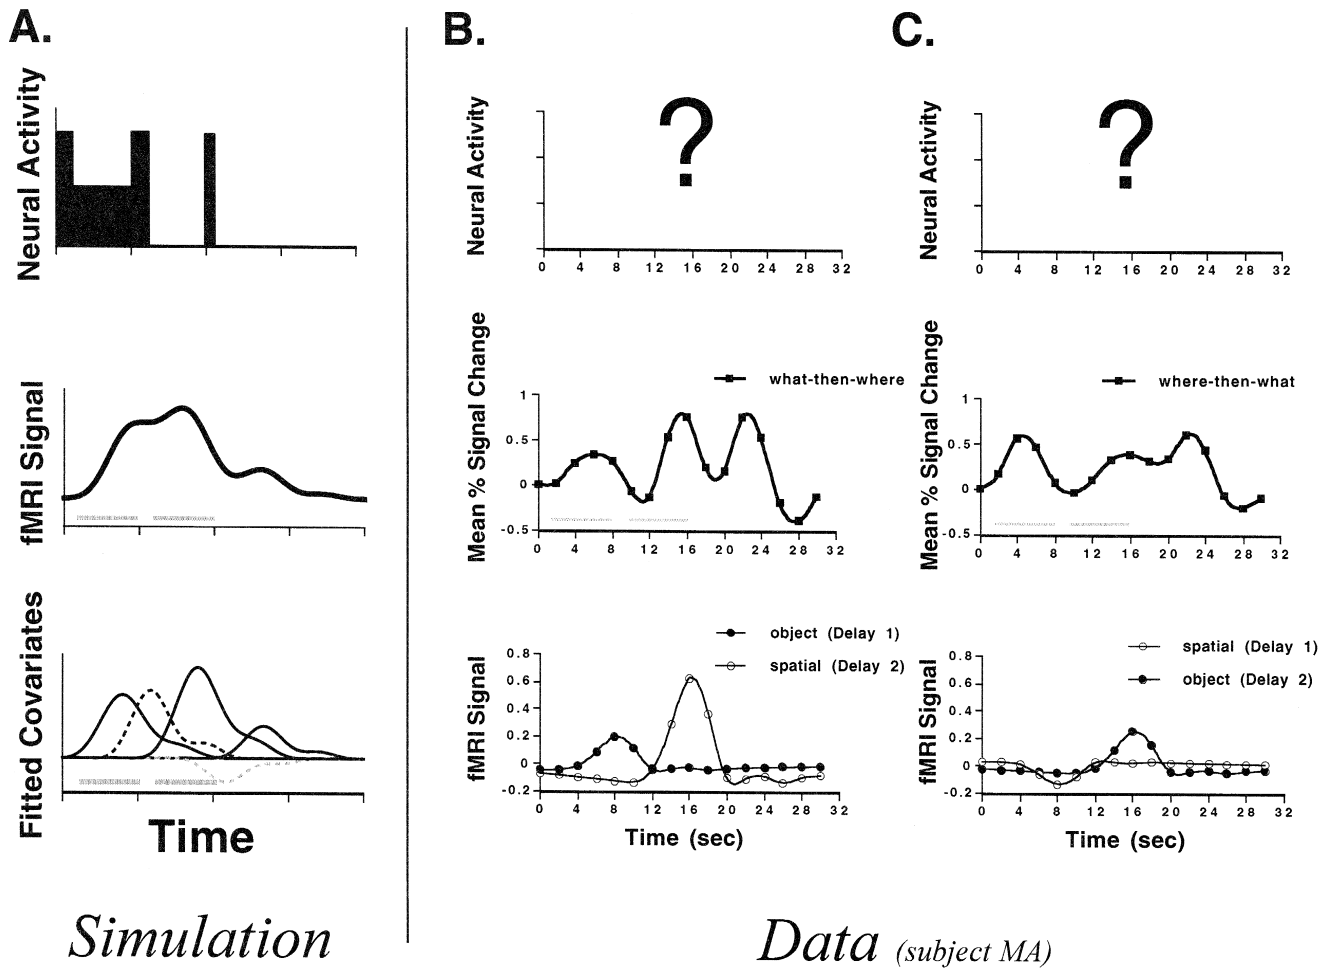 A.
Neural Activity
fMRI Signal
Fitted Covariates
Time
Simulation
B.
Neural Activity
?
0 4 8 12 16 20 24 28 32
Mean % Signal Change
what-then-where
1
0.5
0
-0.5
0 4 8 12 16 20 24 28 32
fMRI Signal
object (Delay 1)
spatial (Delay 2)
0.8
0.6
0.4
0.2
0
-0.2
0 4 8 12 16 20 24 28 32
Time (sec)
C.
Neural Activity
?
0 4 8 12 16 20 24 28 32
Mean % Signal Change
where-then-what
1
0.5
0
-0.5
0 4 8 12 16 20 24 28 32
fMRI Signal
spatial (Delay 1)
object (Delay 2)
0.8
0.6
0.4
0.2
0
-0.2
0 4 8 12 16 20 24 28 32
Time (sec)
Data (subject MA)